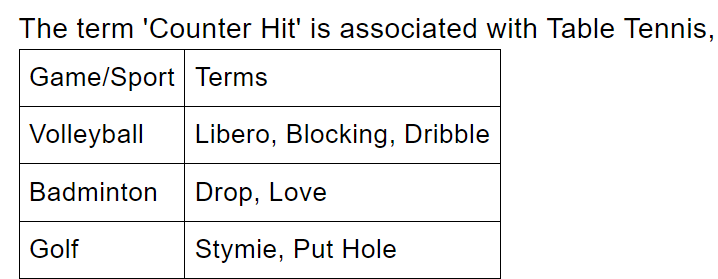 The term 'Counter Hit' is associated with Table Tennis,
Game/Sport Terms
Volleyball Libero, Blocking, Dribble
Badminton Drop, Love
Golf Stymie, Put Hole